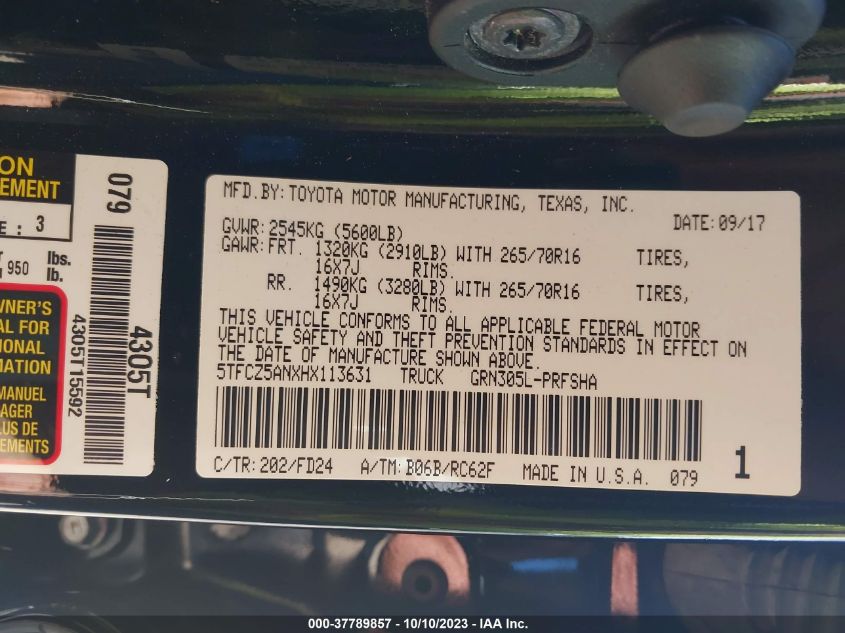 ON
EMENT
E : 3
950 lbs.
lb.
WNER'S
AL FOR
IONAL
MATION
MANUEL
AGER
LUS DE
EMENTS
079
4305T
4305T15592
MFD.BY: TOYOTA MOTOR MANUFACTURING, TEXAS, INC.
DATE: 09/17
GVWR: 2545KG (5600LB)
GAWR: FRT. 1320KG (2910LB) WITH 265/70R16 TIRES,
16X7J RIMS.
RR. 1490KG (3280LB) WITH 265/70R16 TIRES,
16X7J RIMS.
THIS VEHICLE CONFORMS TO ALL APPLICABLE FEDERAL MOTOR
VEHICLE SAFETY AND THEFT PREVENTION STANDARDS IN EFFECT ON
THE DATE OF MANUFACTURE SHOWN ABOVE.
5TFCZ5ANXHX113631 TRUCK GRN305L-PRFSHA
C/TR: 202/FD24 A/TM: B06B/RC62F MADE IN U.S.A. 079
1
000-37789857 - 10/10/2023 - IAA Inc.